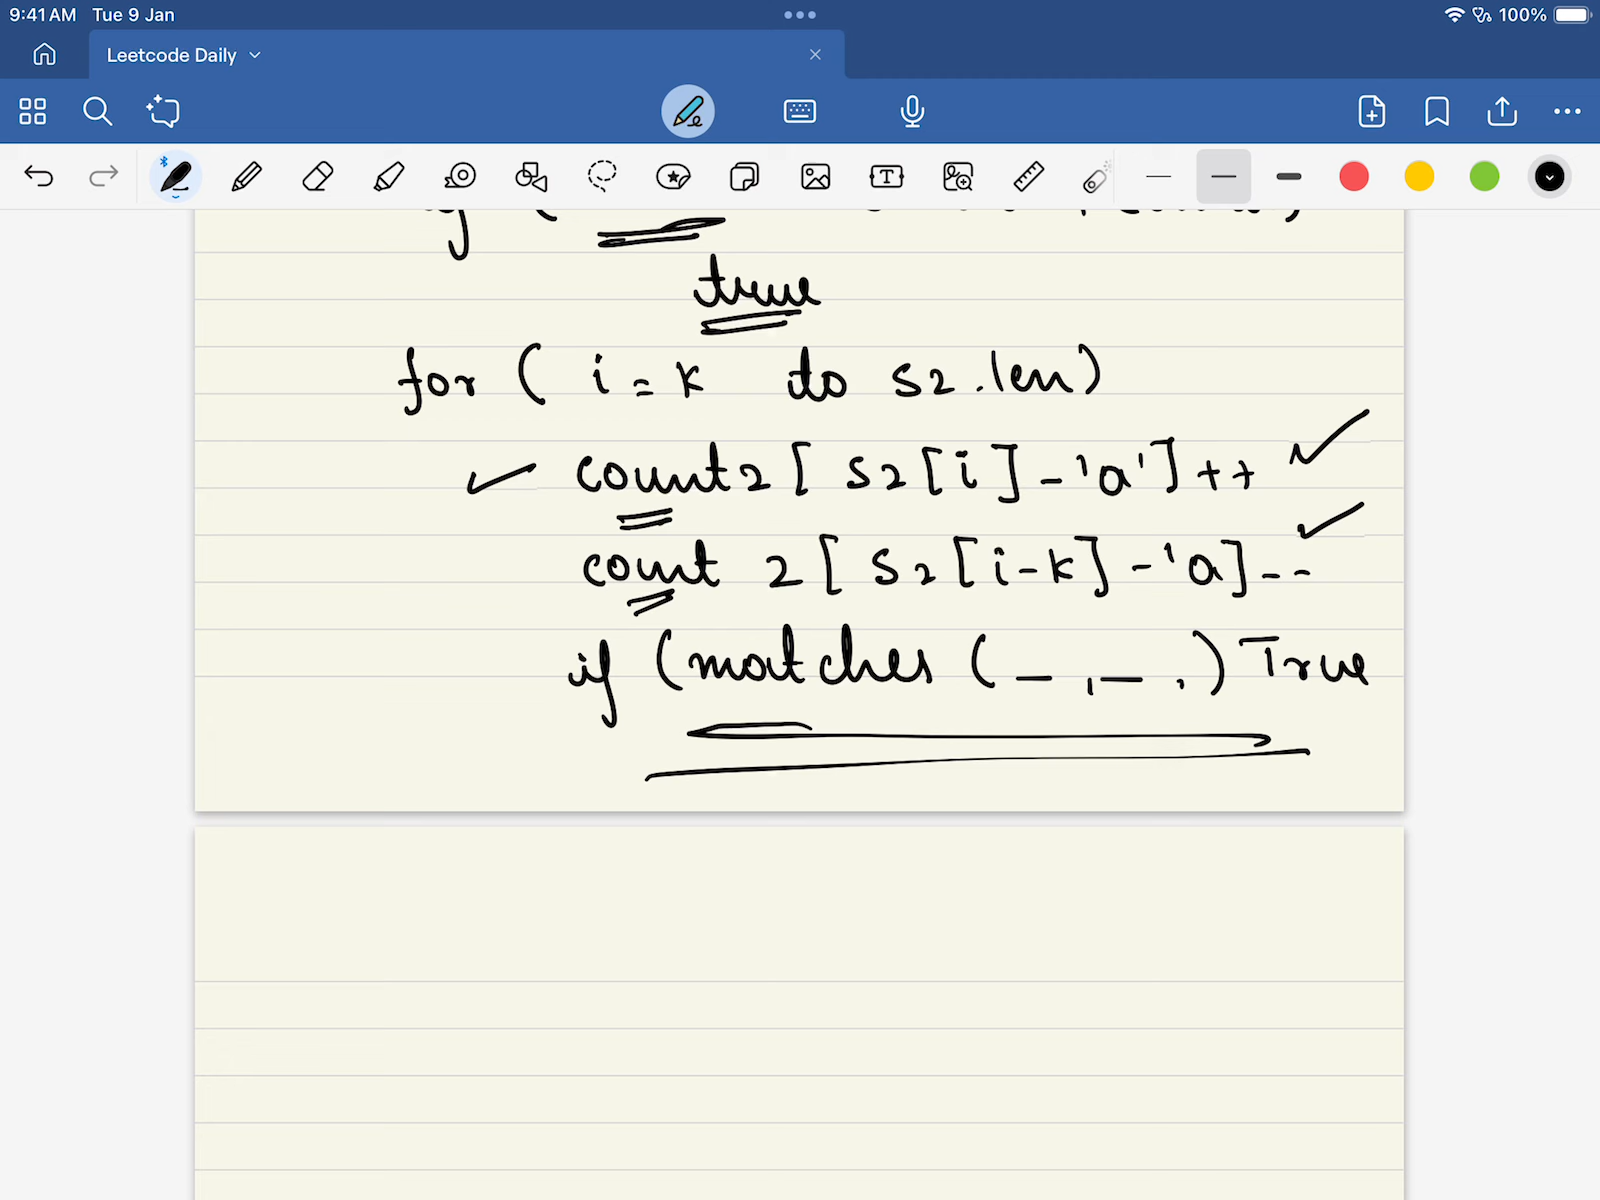 9:41 AM Tue 9 Jan 100%
Leetcode Daily
true
for ( i = k to s2.len)
count2 [ s2[i] - 'a'] ++
count 2 [ s2 [i-k] - 'a] --
if (matches ( _ , _ , ) True